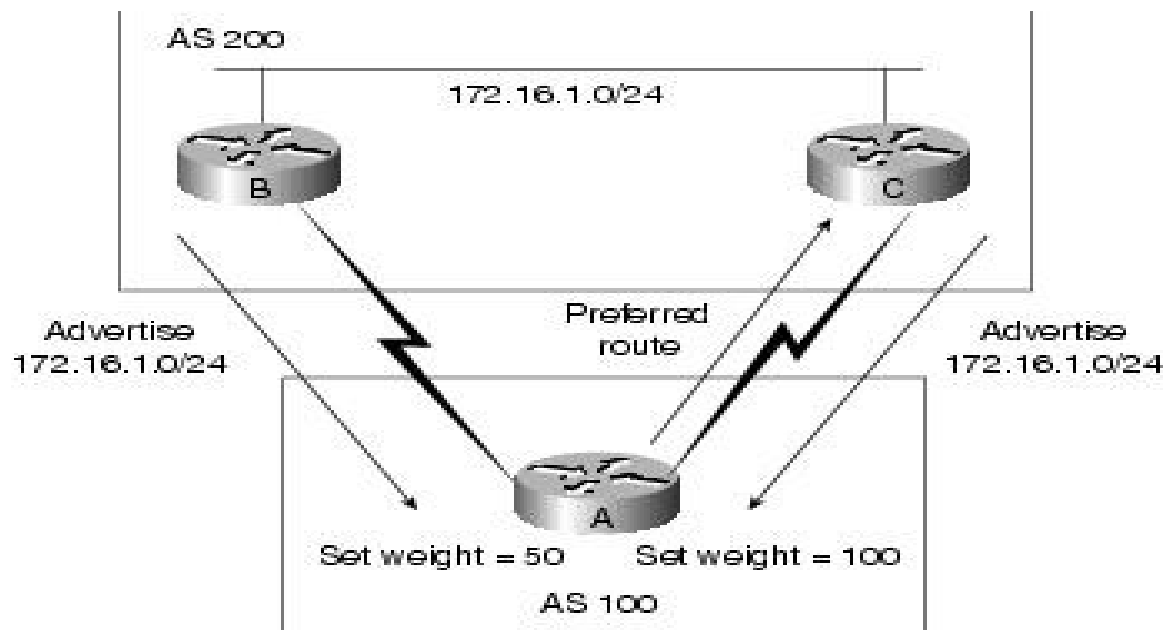 AS 200
172.16.1.0/24
B
C
Advertise
172.16.1.0/24
Preferred
route
Advertise
172.16.1.0/24
A
Set weight = 50
Set weight = 100
AS 100